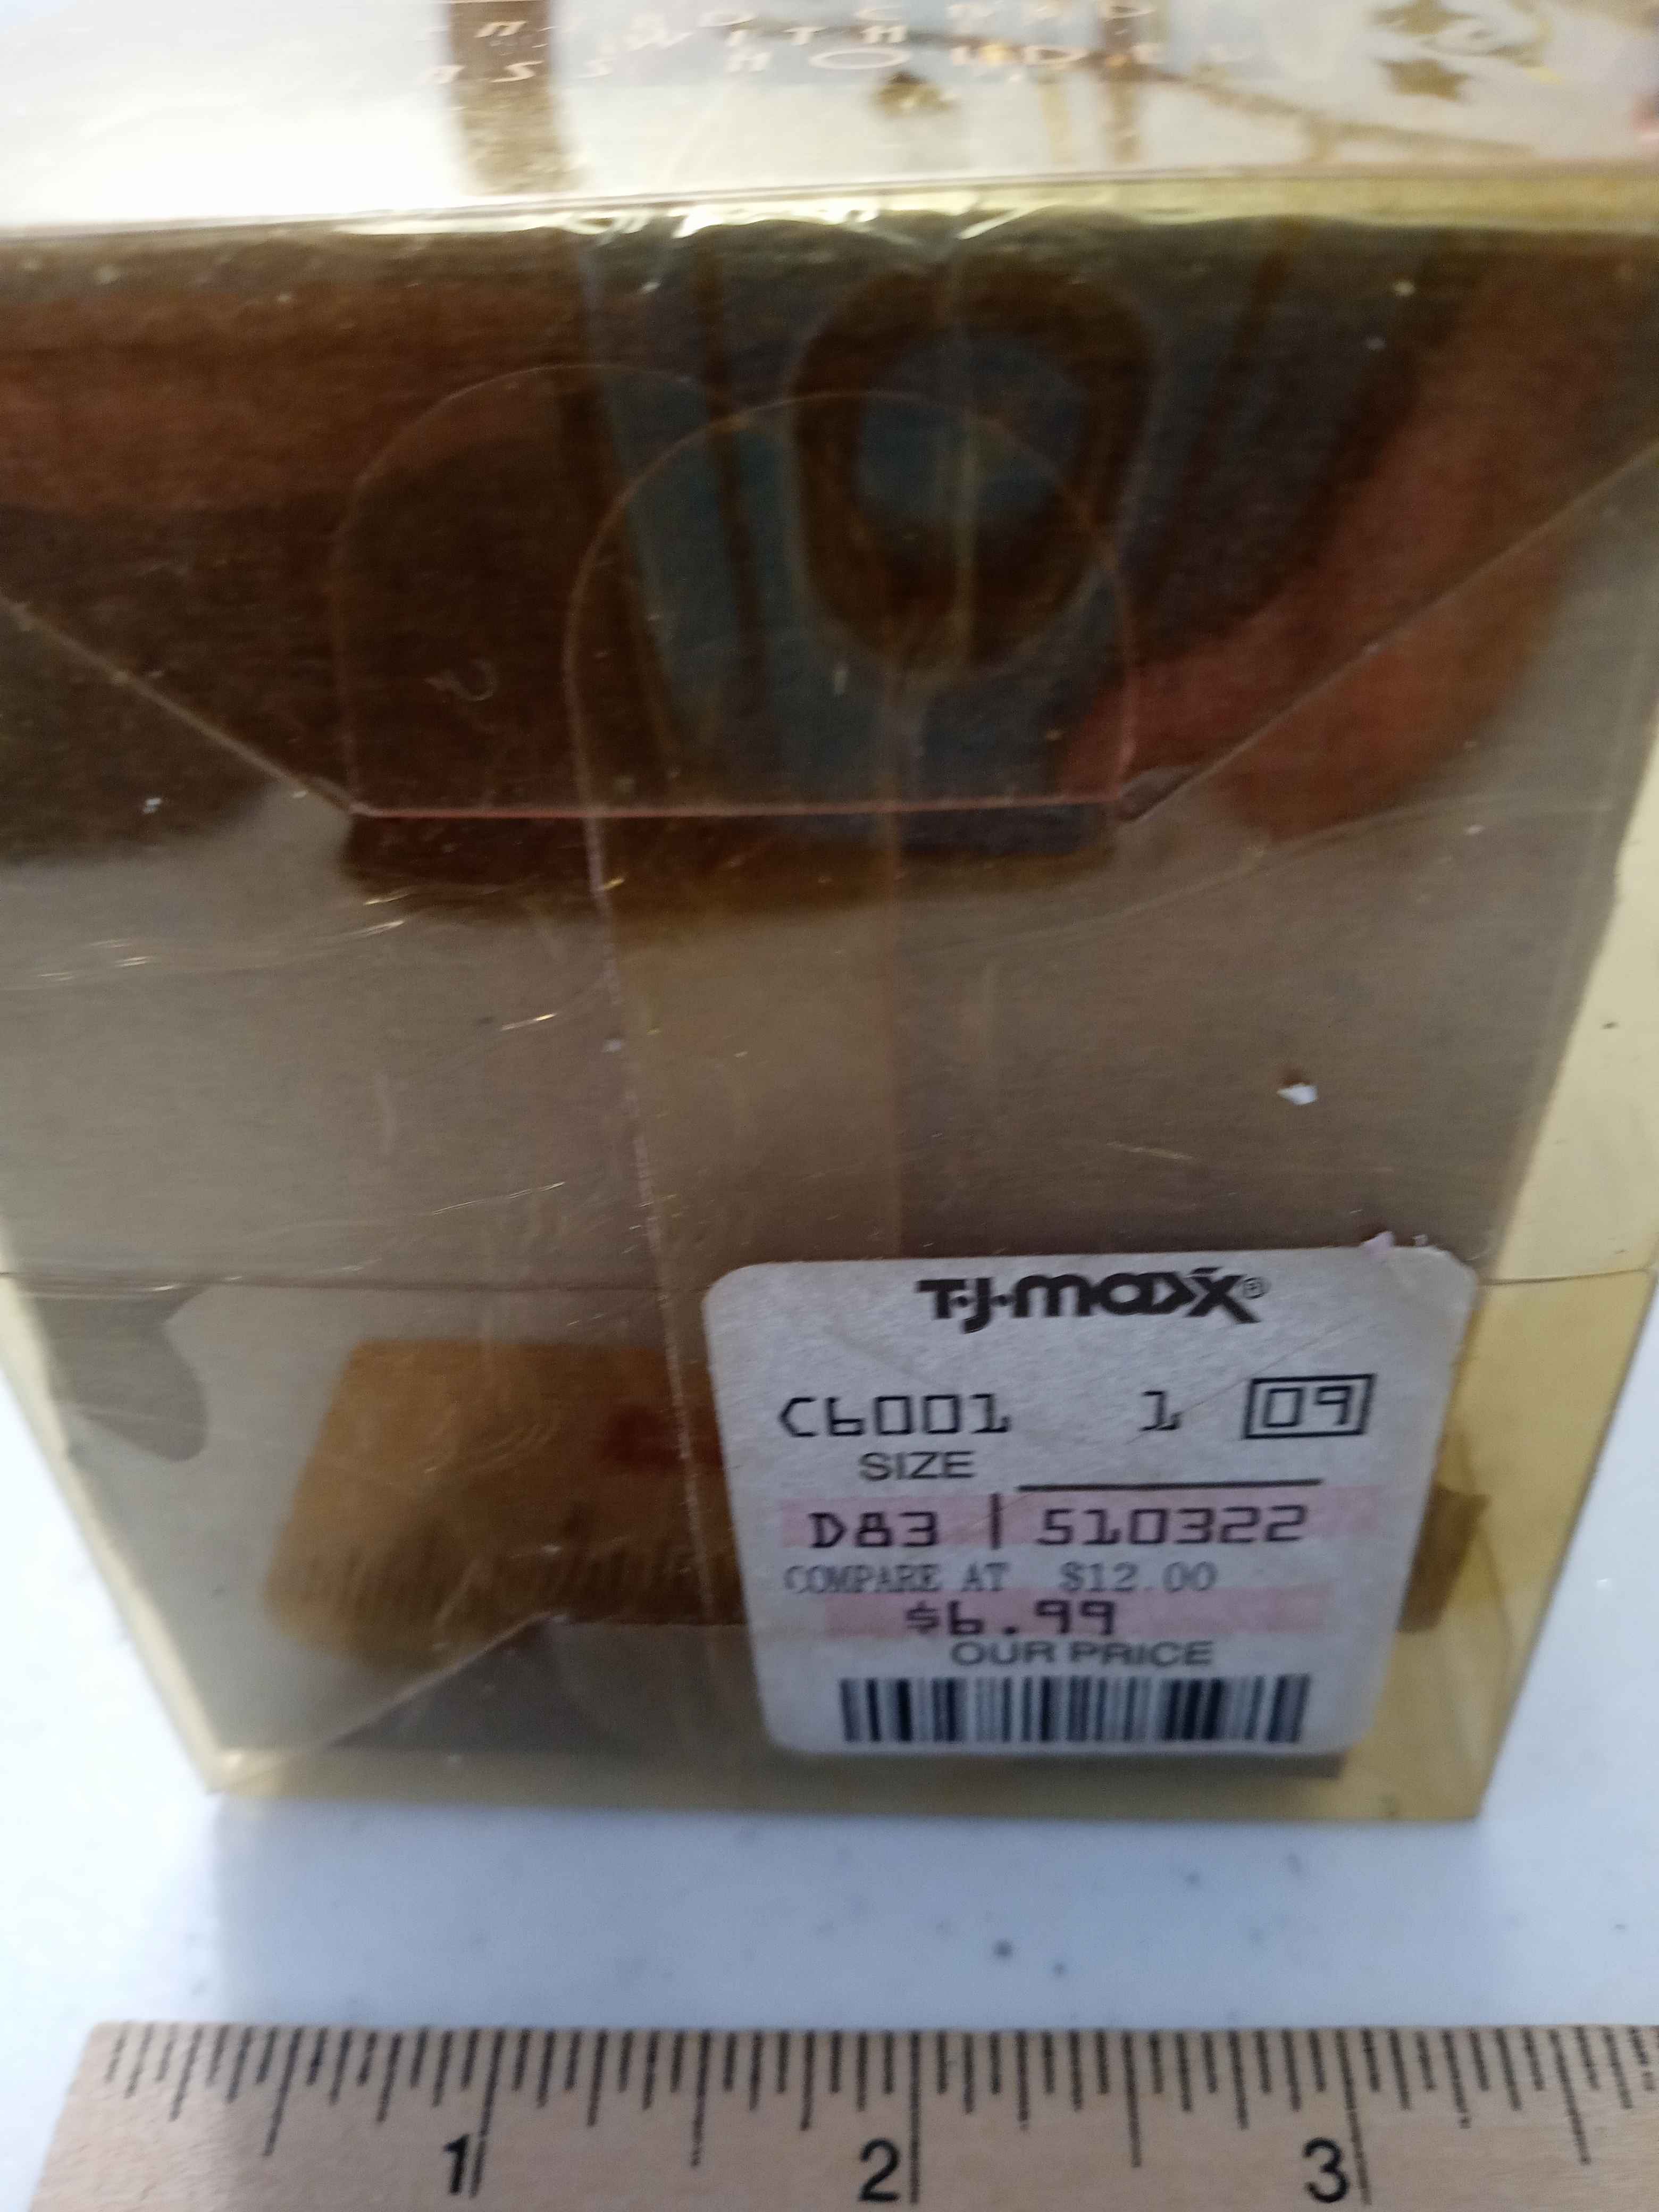 T·J·maxx®
C6001 1 09
SIZE
D83 | 510322
COMPARE AT $12.00
$6.99
OUR PRICE
1 2 3